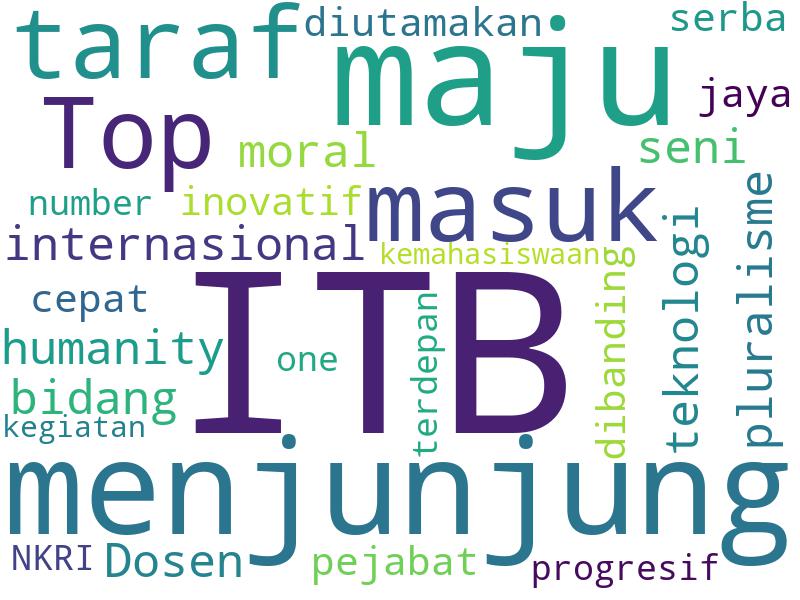 taraf
diutamakan
maju
serba
jaya
Top
moral
seni
number
inovatif
masuk
pluralisme
internasional
kemahasiswaan
teknologi
dibanding
cepat
ITB
terdepan
humanity
one
bidang
kegiatan
menjunjung
NKRI
Dosen
pejabat
progresif